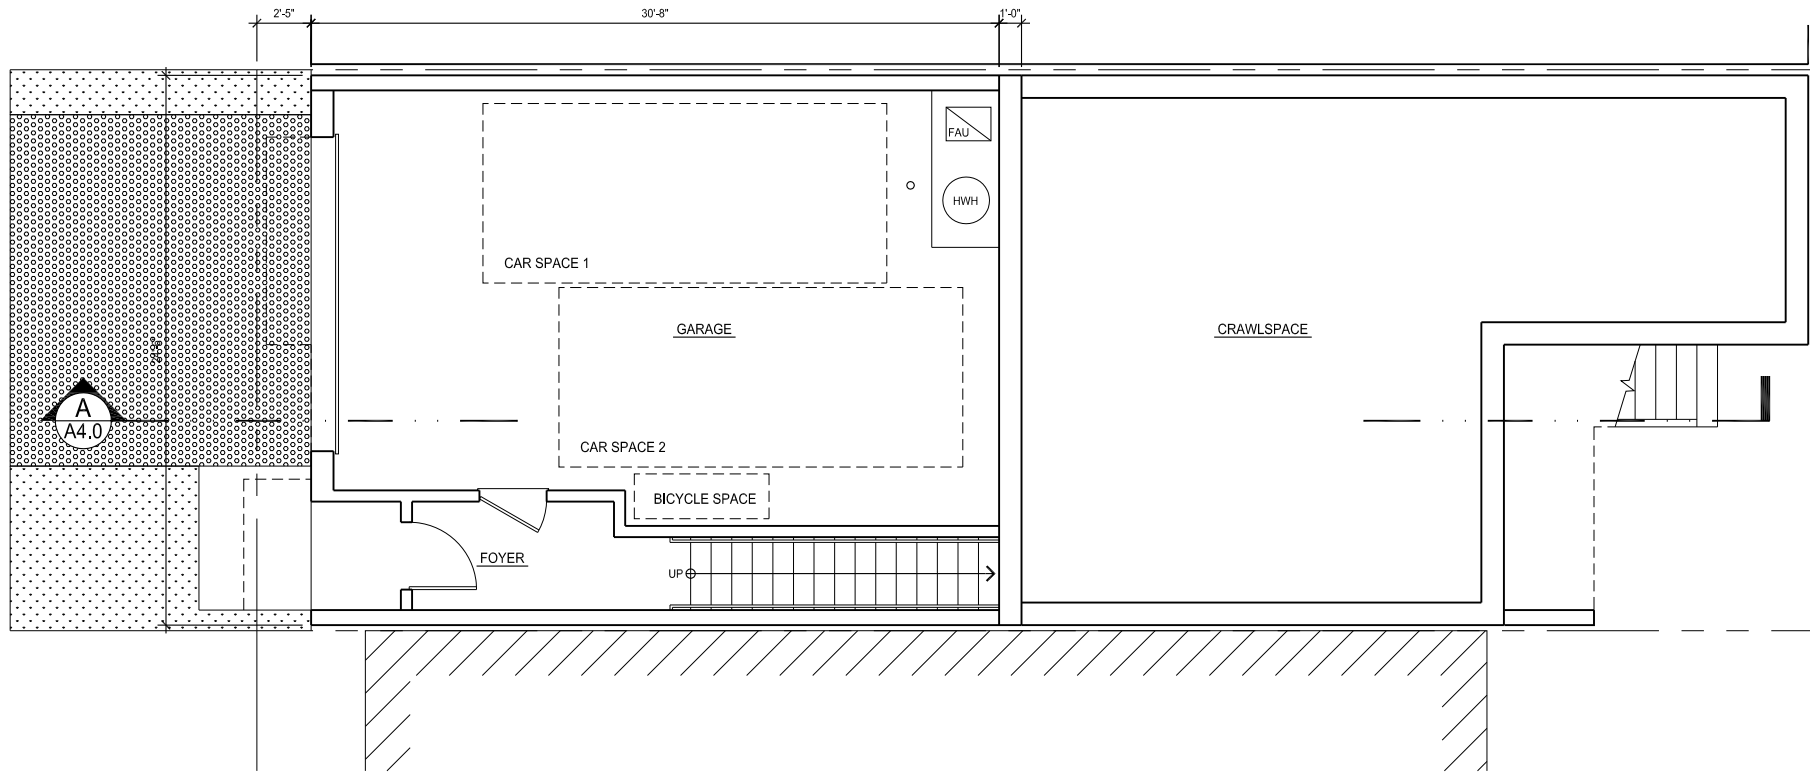 2'-5"
30'-8"
1'-0"
FAU
HWH
CAR SPACE 1
GARAGE
CRAWLSPACE
A
A4.0
CAR SPACE 2
BICYCLE SPACE
FOYER
UP